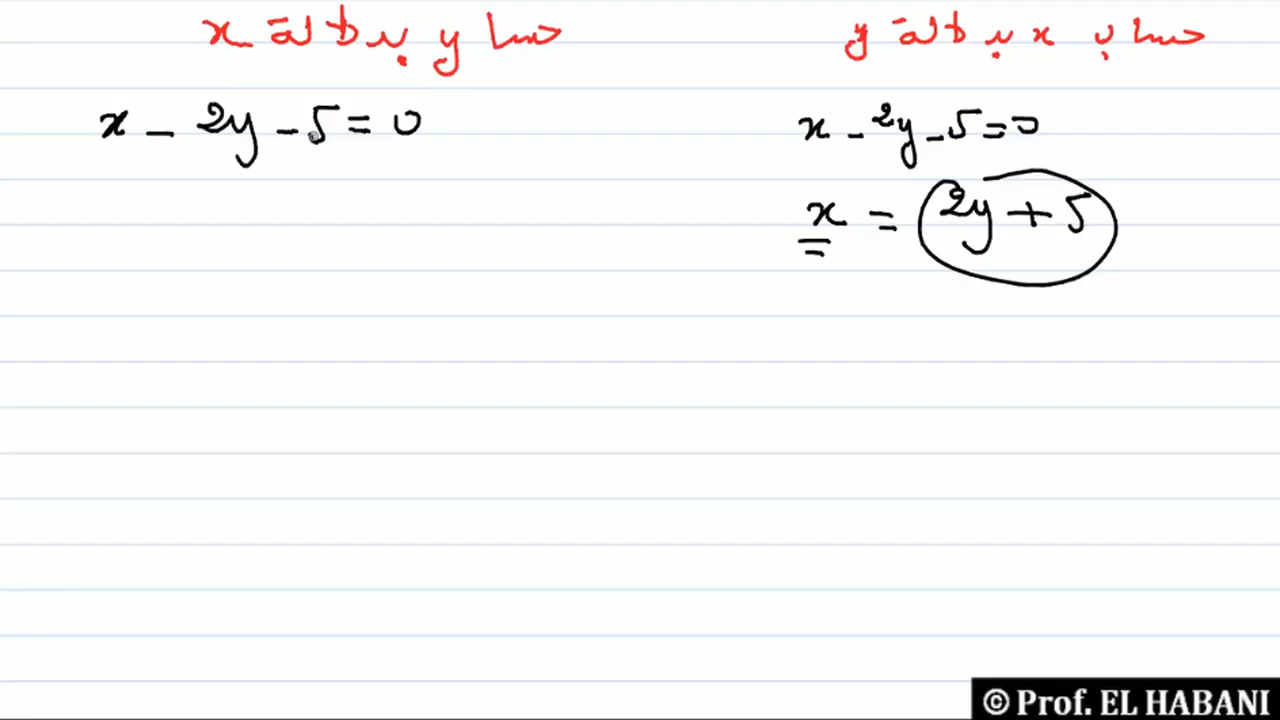 حساب y بدلالة x
حساب x بدلالة y
x - 2y - 5 = 0
x - 2y - 5 = 0
x = 2y + 5
© Prof. EL HABANI